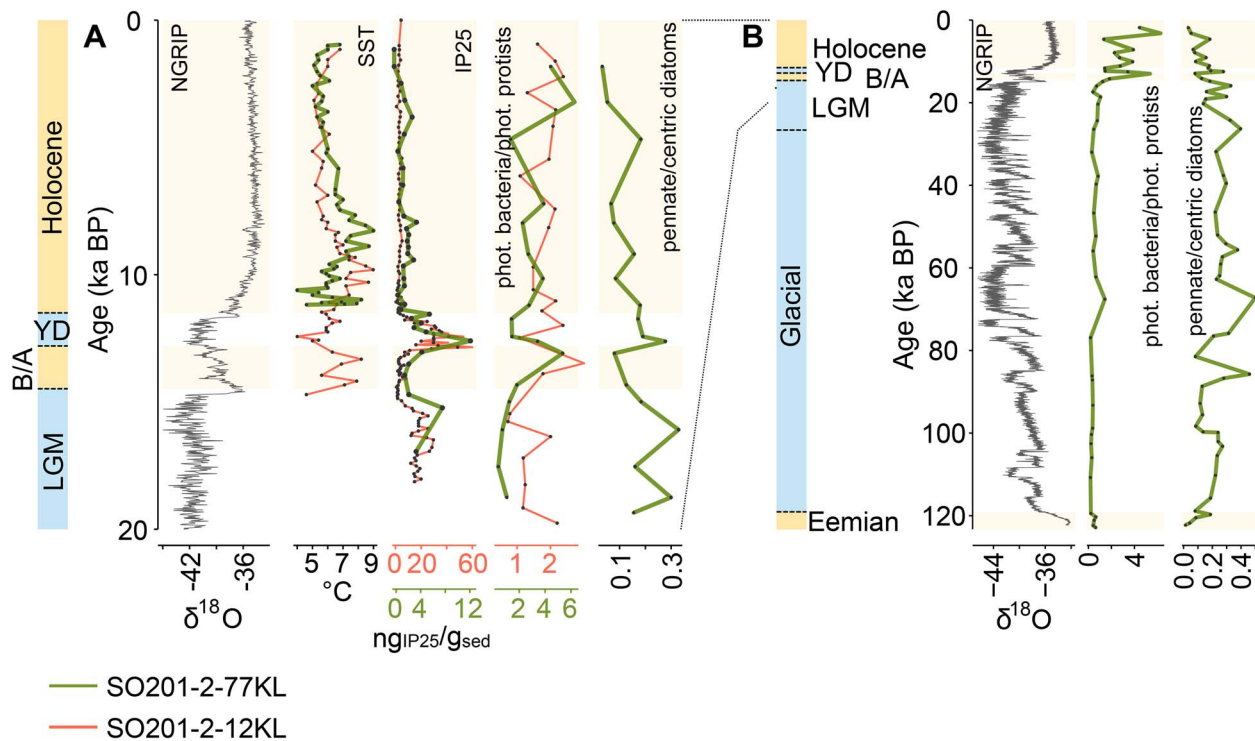 A
B
0
10
20
Age (ka BP)
Holocene
YD
B/A
LGM
NGRIP
SST
IP25
phot. bacteria/phot. protists
pennate/centric diatoms
-42
-36
δ18O
5
7
9
°C
0
20
60
0
4
12
ngIP25/gsed
1
2
2
4
6
0.1
0.3
Holocene
YD
B/A
LGM
Glacial
Eemian
Age (ka BP)
0
20
40
60
80
100
120
NGRIP
phot. bacteria/phot. protists
pennate/centric diatoms
-44
-36
δ18O
0
4
0.0
0.2
0.4
SO201-2-77KL
SO201-2-12KL